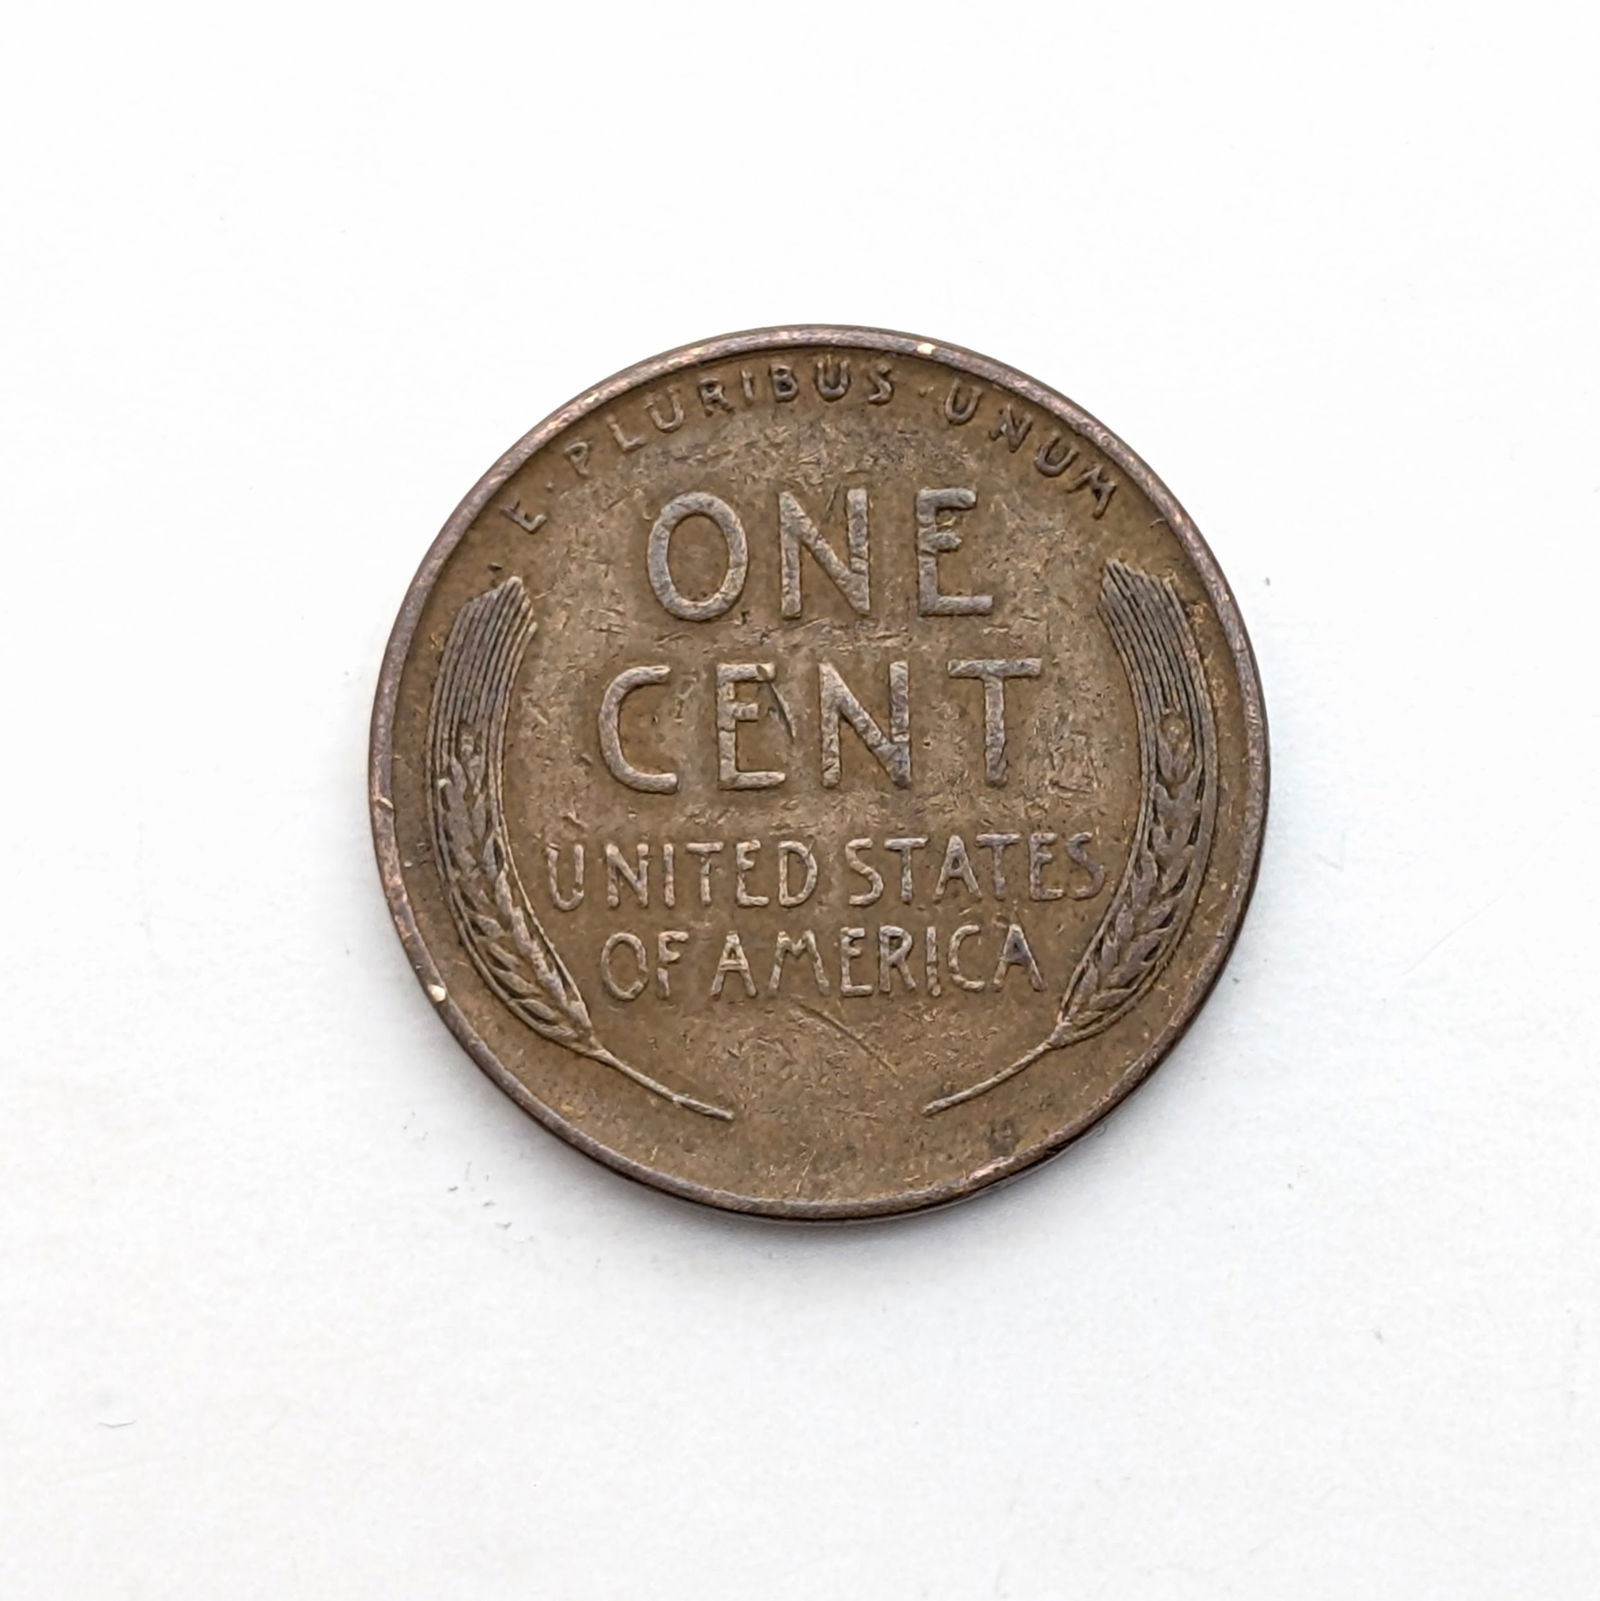 E·PLURIBUS·UNUM
ONE
CENT
UNITED STATES
OF AMERICA